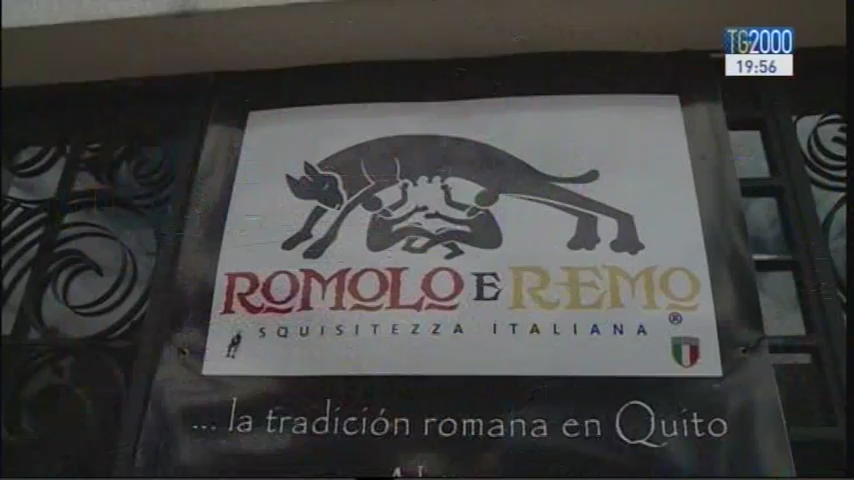 TG2000
19:56
ROMOLO E REMO
®
SQUISITEZZA ITALIANA
... la tradición romana en Quito